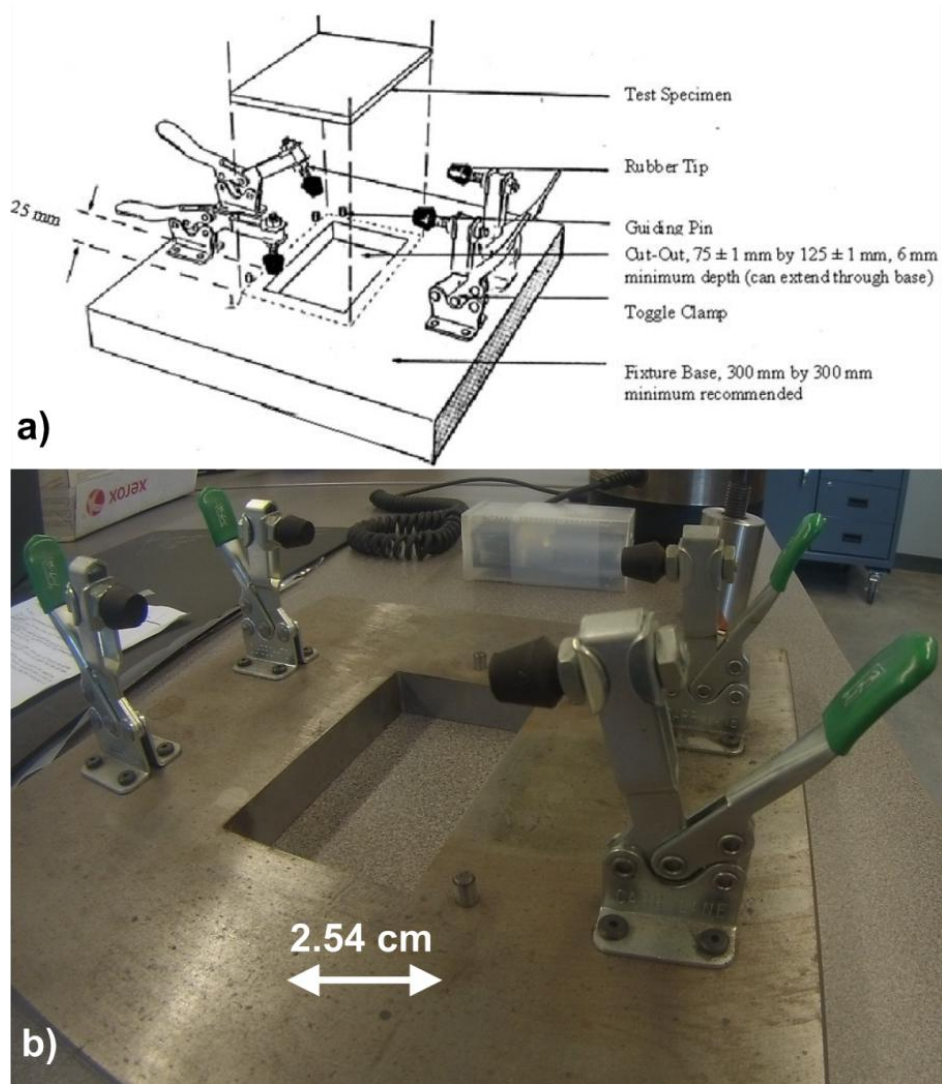 Test Specimen
Rubber Tip
25 mm
Guiding Pin
Cut-Out, 75 ± 1 mm by 125 ± 1 mm, 6 mm
minimum depth (can extend through base)
1
Toggle Clamp
Fixture Base, 300 mm by 300 mm
minimum recommended
a)
xerox
2.54 cm
b)